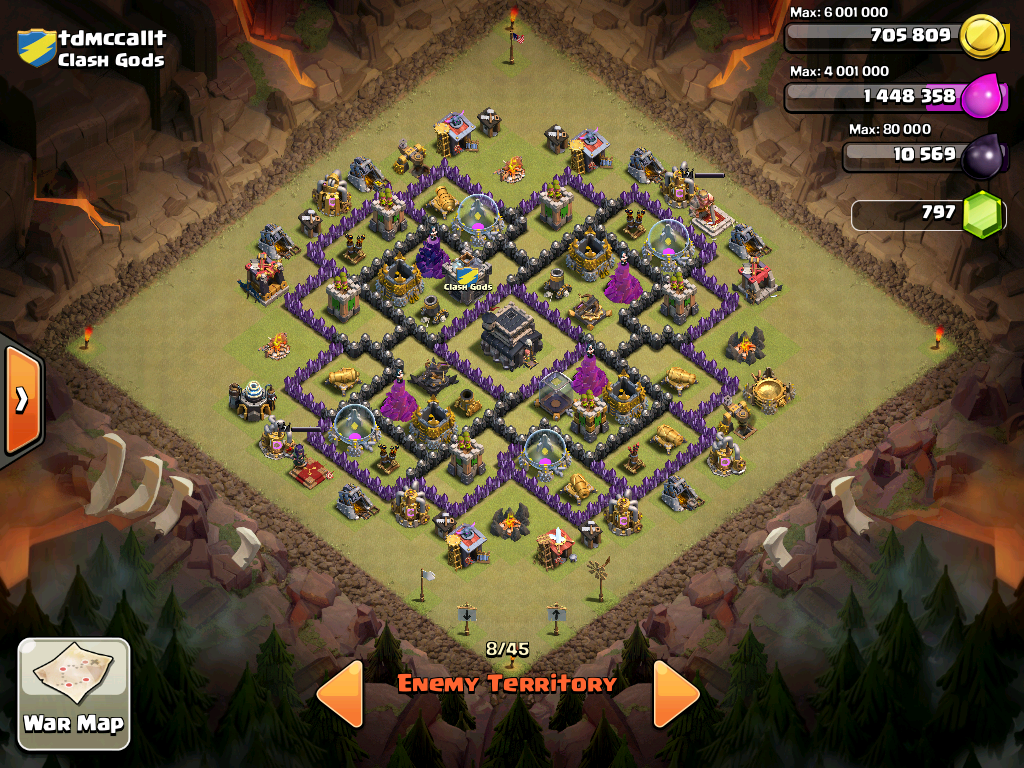 tdmccallt
Clash Gods
Max: 6 001 000
705 809
Max: 4 001 000
1 448 358
Max: 80 000
10 569
797
Clash Gods
8/45
Enemy Territory
War Map